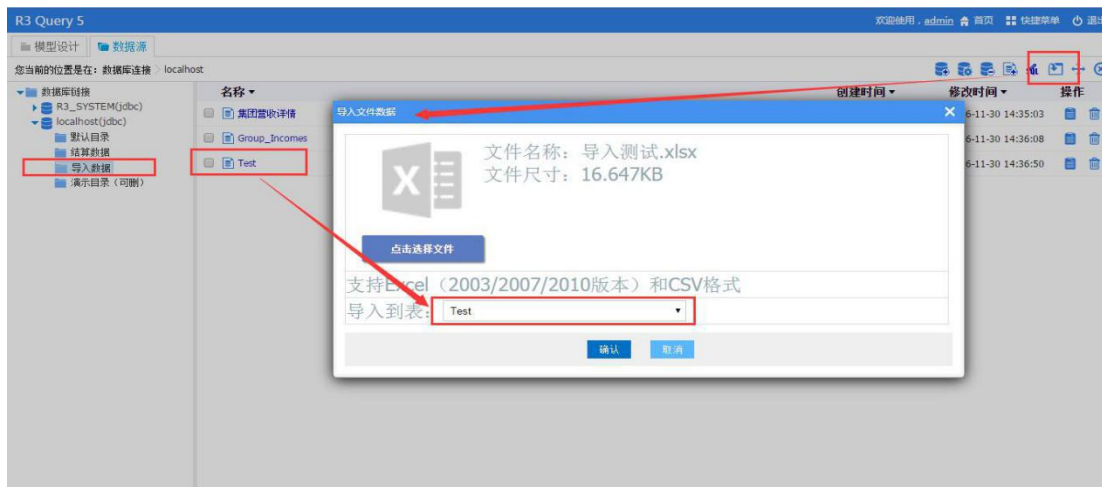 R3 Query 5
欢迎使用，admin 首页 快捷菜单
模型设计 数据源
您当前的位置是在：数据库连接 localhost
数据库链接
R3_SYSTEM(jdbc)
localhost(jdbc)
默认目录
结算数据
导入数据
演示目录（可删）
名称 创建时间 修改时间 操作
集团营收详情 6-11-30 14:35:03
Group_Incomes 6-11-30 14:36:08
Test 6-11-30 14:36:50
导入文件数据
文件名称：导入测试.xlsx
文件尺寸：16.647KB
点击选择文件
支持Excel（2003/2007/2010版本）和CSV格式
导入到表： Test
确认 取消